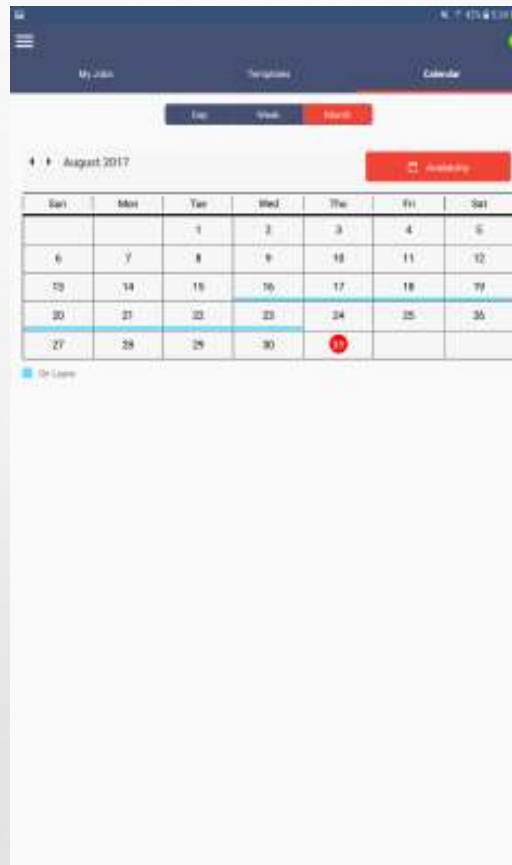 My Jobs Templates Calendar
Day Week Month
August 2017
Availability
Sun Mon Tue Wed Thu Fri Sat
1 2 3 4 5
6 7 8 9 10 11 12
13 14 15 16 17 18 19
20 21 22 23 24 25 26
27 28 29 30 31
On Leave